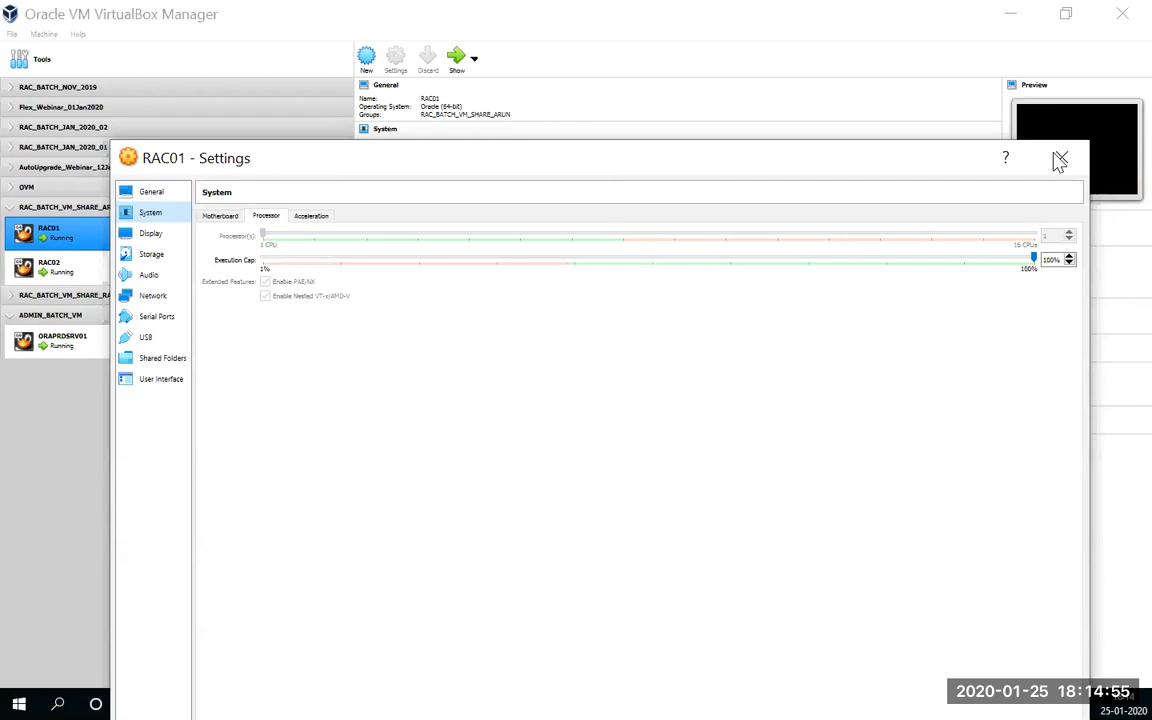 Oracle VM VirtualBox Manager
File Machine Help
Tools
New Settings Discard Show
RAC_BATCH_NOV_2019
Flex_Webinar_01Jan2020
RAC_BATCH_JAN_2020_02
RAC_BATCH_JAN_2020_01
AutoUpgrade_Webinar_12J
OVM
RAC_BATCH_VM_SHARE_AR
RAC01
Running
RAC02
Running
RAC_BATCH_VM_SHARE_RA
ADMIN_BATCH_VM
ORAPRDSRV01
Running
General
Name: RAC01
Operating System: Oracle (64-bit)
Groups: RAC_BATCH_VM_SHARE_ARUN
System
Preview
RAC01 - Settings
?
General
System
Display
Storage
Audio
Network
Serial Ports
USB
Shared Folders
User Interface
System
Motherboard Processor Acceleration
Processor(s): 1
1 CPU 16 CPUs
Execution Cap: 100%
1% 100%
Extended Features: Enable PAE/NX
Enable Nested VT-x/AMD-V
2020-01-25 18:14:55
25-01-2020